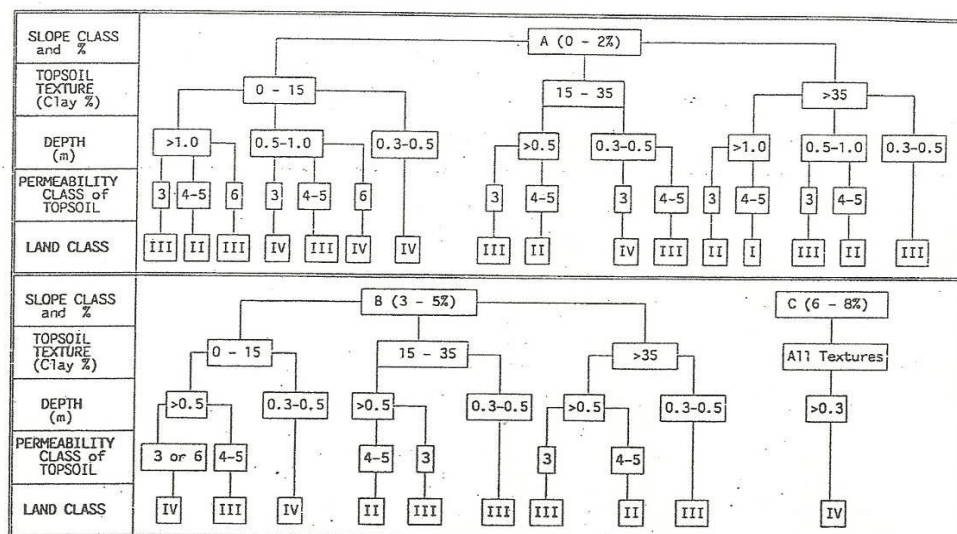 SLOPE CLASS
and %
A (0 - 2%)
TOPSOIL
TEXTURE
(Clay %)
0 - 15
15 - 35
>35
DEPTH
(m)
>1.0
0.5-1.0
0.3-0.5
>0.5
0.3-0.5
>1.0
0.5-1.0
0.3-0.5
PERMEABILITY
CLASS of
TOPSOIL
3
4-5
6
3
4-5
6
3
4-5
3
4-5
3
4-5
3
4-5
LAND CLASS
III
II
III
IV
III
IV
IV
III
II
IV
III
II
I
III
II
III
SLOPE CLASS
and %
B (3 - 5%)
C (6 - 8%)
TOPSOIL
TEXTURE
(Clay %)
0 - 15
15 - 35
>35
All Textures
DEPTH
(m)
>0.5
0.3-0.5
>0.5
0.3-0.5
>0.5
0.3-0.5
>0.3
PERMEABILITY
CLASS of
TOPSOIL
3 or 6
4-5
4-5
3
3
4-5
LAND CLASS
IV
III
IV
II
III
III
III
II
III
IV